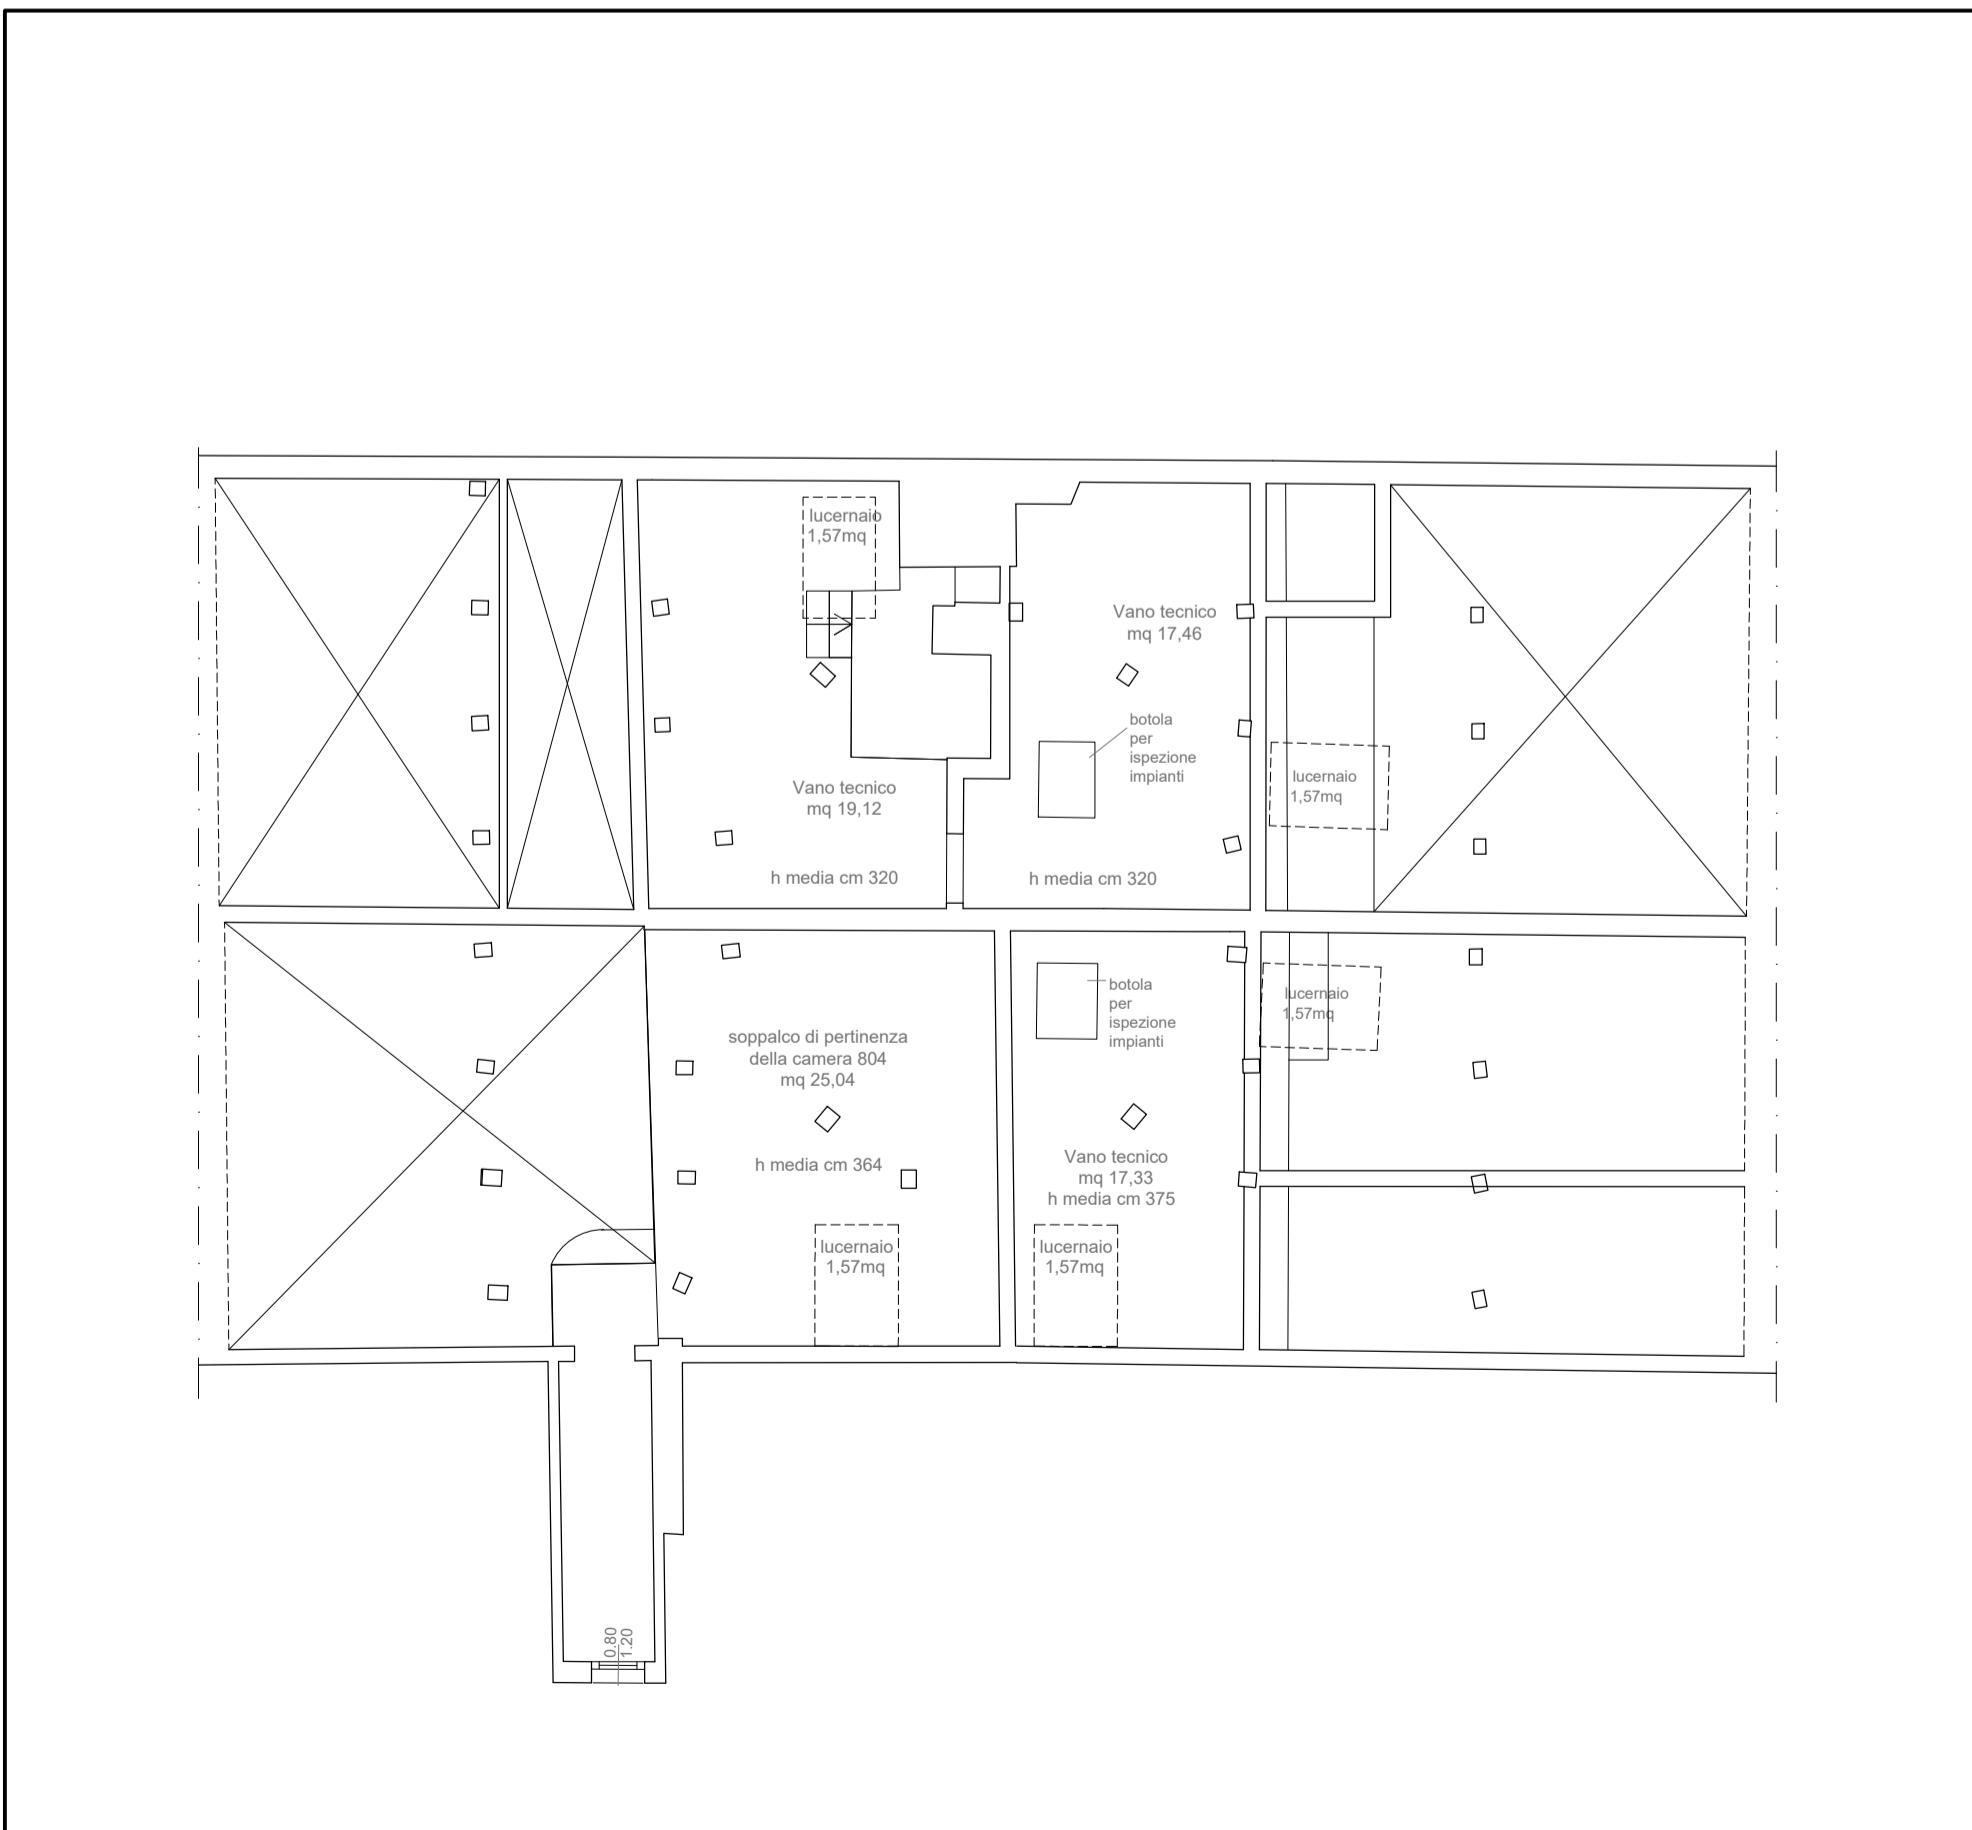 lucernaio
1,57mq
Vano tecnico
mq 17,46
botola
per
ispezione
impianti
lucernaio
1,57mq
Vano tecnico
mq 19,12
h media cm 320
h media cm 320
soppalco di pertinenza
della camera 804
mq 25,04
h media cm 364
botola
per
ispezione
impianti
lucernaio
1,57mq
Vano tecnico
mq 17,33
h media cm 375
lucernaio
1,57mq
lucernaio
1,57mq
0.80
1.20